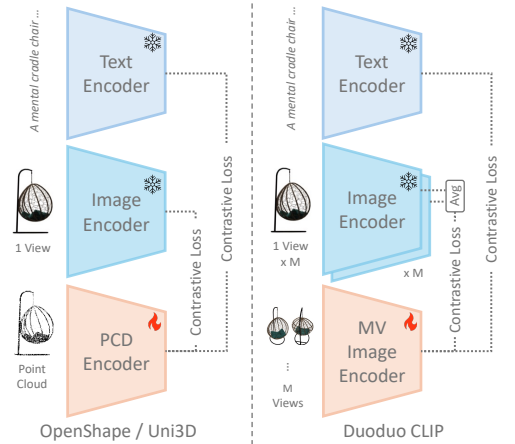 A mental cradle chair ...
Text
Encoder
Image
Encoder
1 View
Contrastive Loss
Contrastive Loss
PCD
Encoder
Point
Cloud
OpenShape / Uni3D
A mental cradle chair ...
Text
Encoder
Image
Encoder
Avg
1 View
x M
x M
Contrastive Loss
Contrastive Loss
MV
Image
Encoder
...
M
Views
Duoduo CLIP